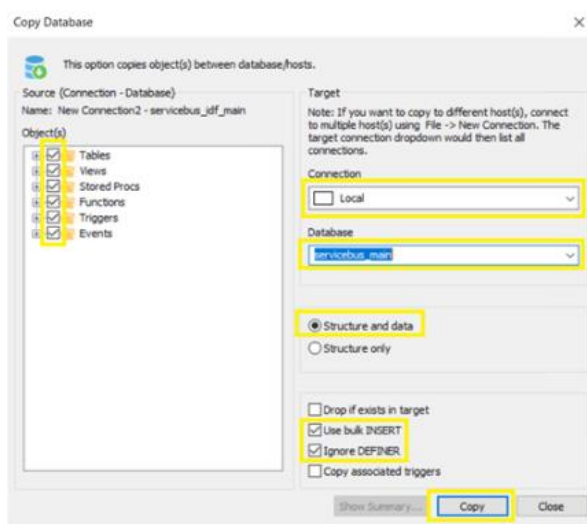 Copy Database
This option copies object(s) between database/hosts.
Source (Connection - Database)
Name: New Connection2 - servicebus_idf_main
Object(s)
Tables
Views
Stored Procs
Functions
Triggers
Events
Target
Note: If you want to copy to different host(s), connect
to multiple host(s) using File -> New Connection. The
target connection dropdown would then list all
connections.
Connection
Local
Database
servicebus_main
Structure and data
Structure only
Drop if exists in target
Use bulk INSERT
Ignore DEFINER
Copy associated triggers
Show Summary...
Copy
Close